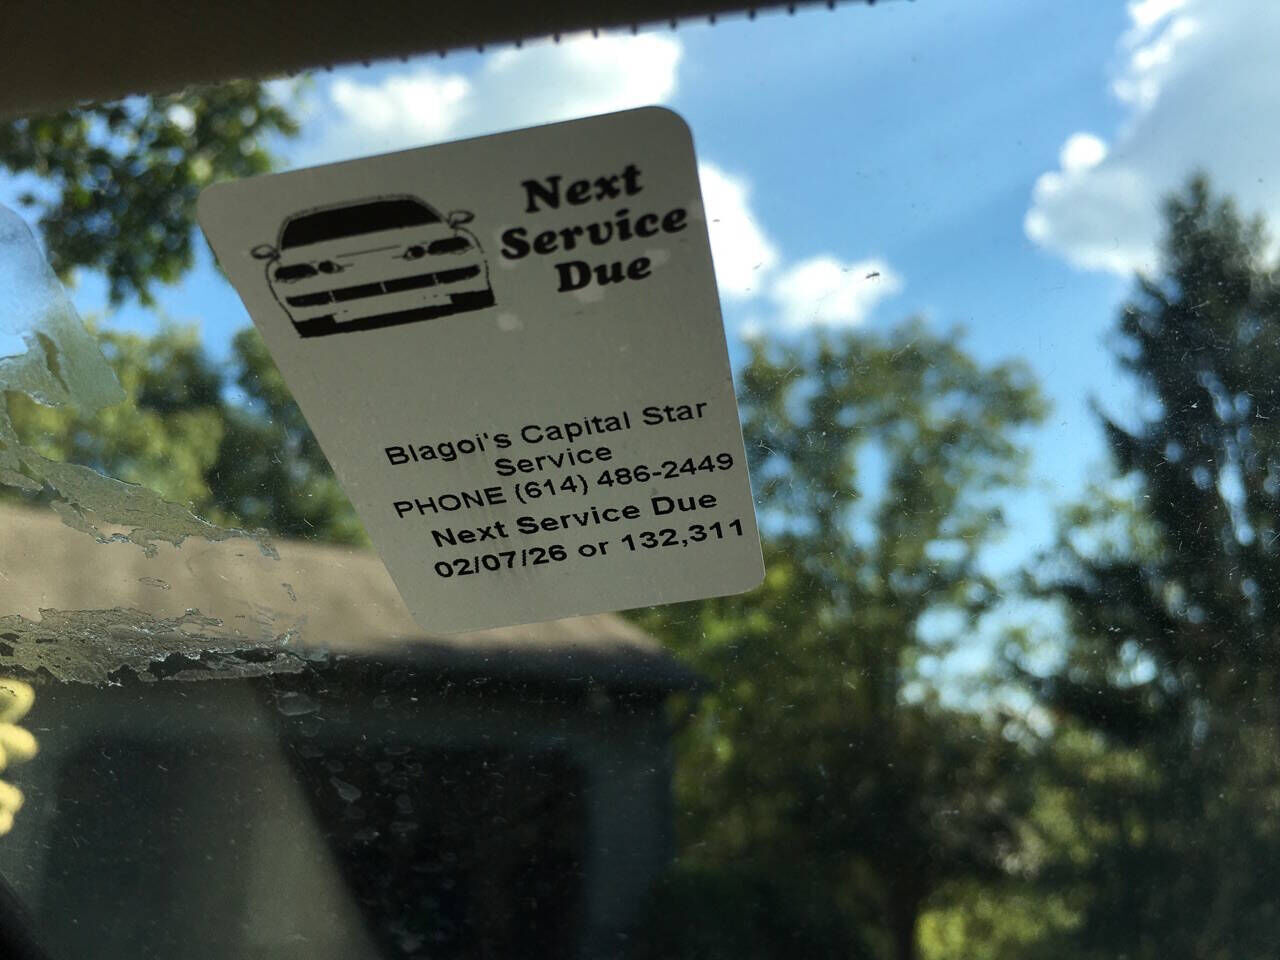 Next
Service
Due
Blagoi's Capital Star
Service
PHONE (614) 486-2449
Next Service Due
02/07/26 or 132,311